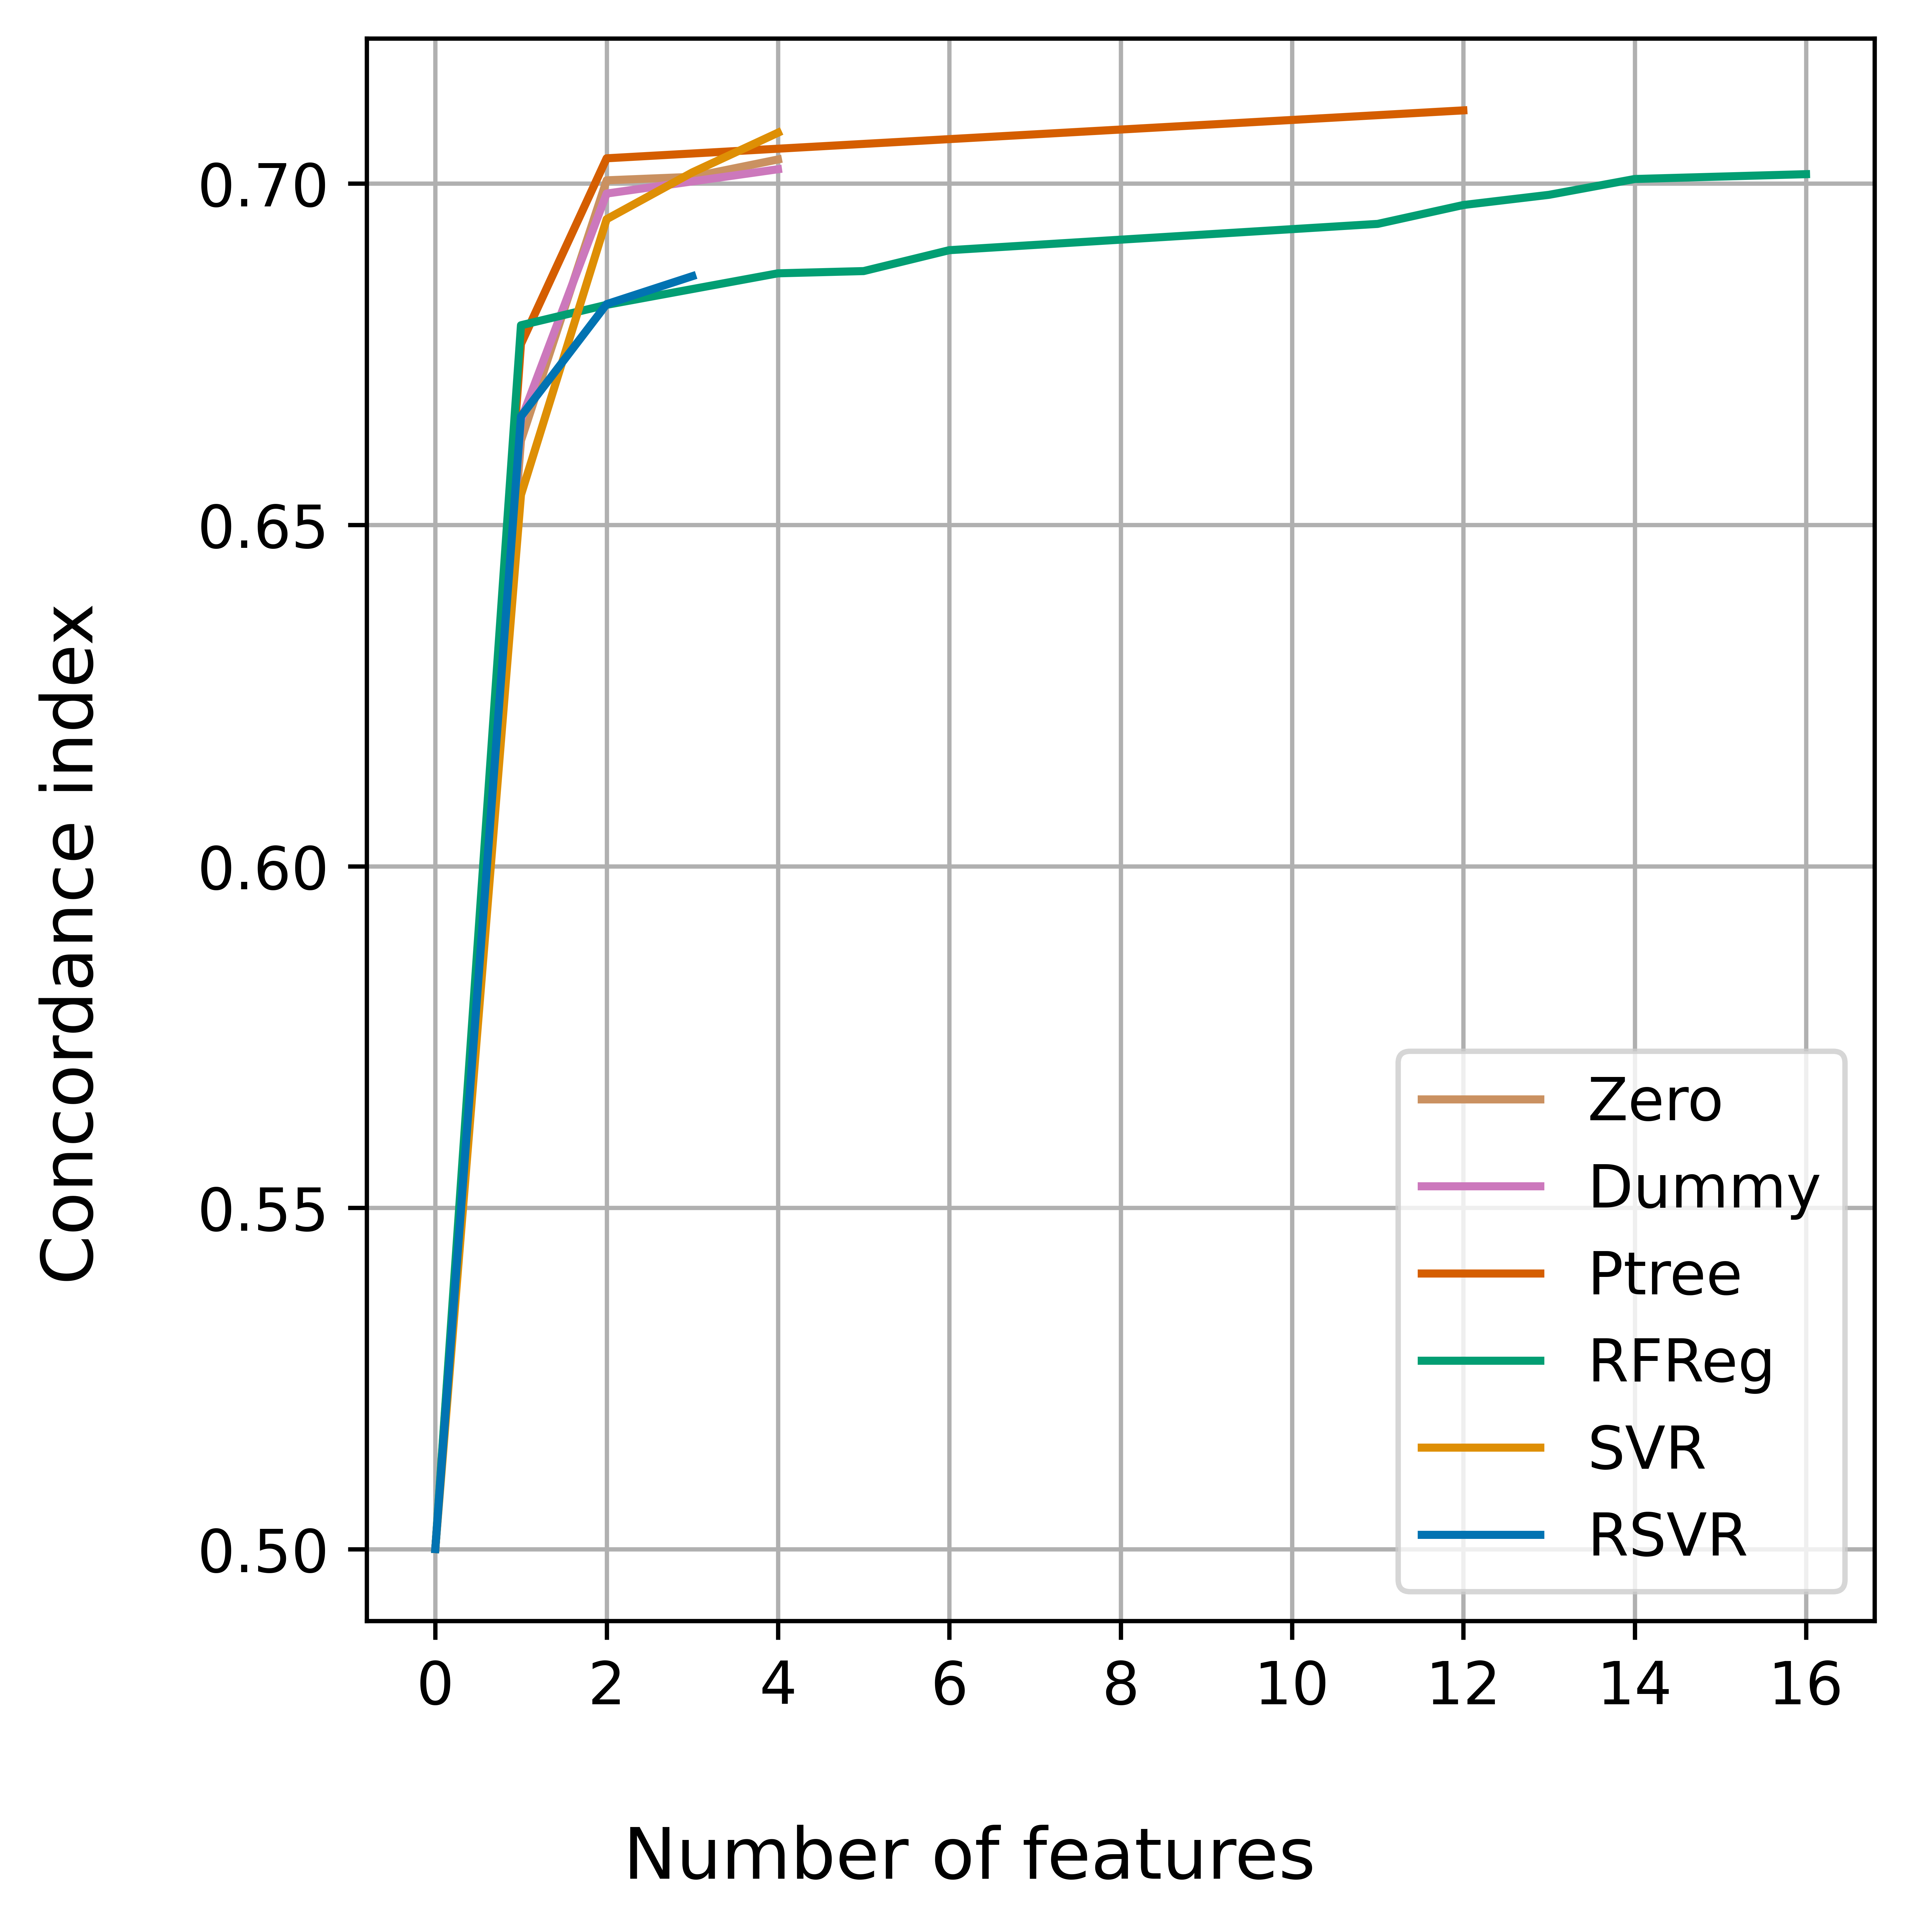 Concordance index
0.70
0.65
0.60
0.55
0.50
Zero
Dummy
Ptree
RFReg
SVR
RSVR
0 2 4 6 8 10 12 14 16
Number of features